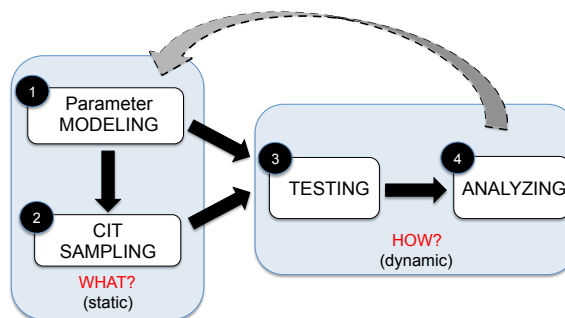 1
Parameter
MODELING
2
CIT
SAMPLING
WHAT?
(static)
3
TESTING
4
ANALYZING
HOW?
(dynamic)